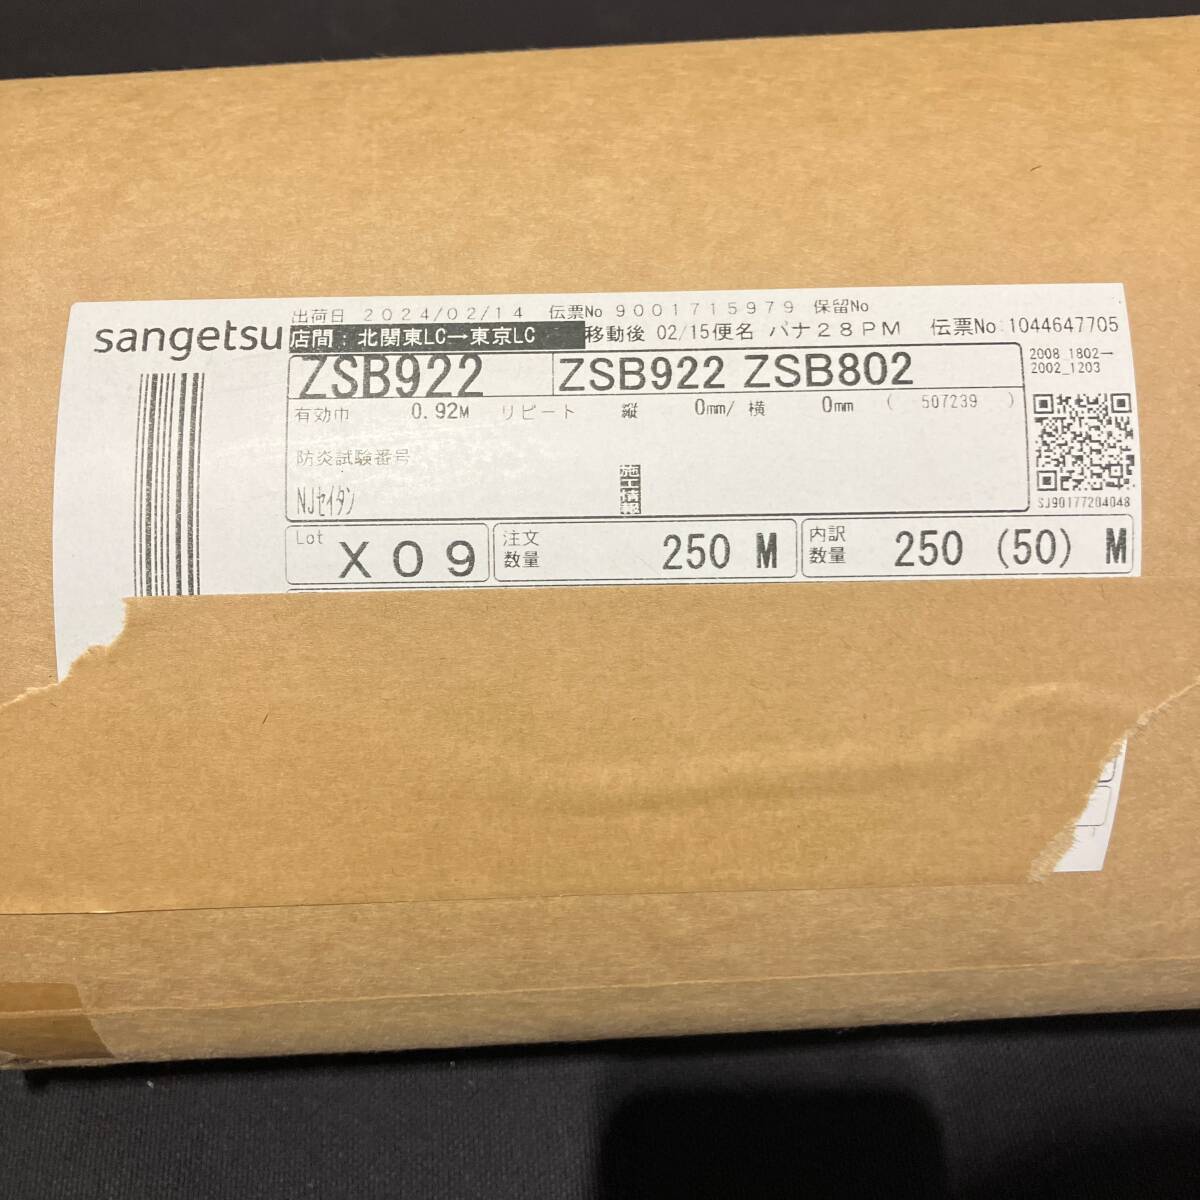 sangetsu
出荷日 2024/02/14 伝票No 9001715979 保留No
店間：北関東LC→東京LC 移動後 02/15便名 パナ28PM 伝票No 1044647705
ZSB922 ZSB922 ZSB802
2008_1802→
2002_1203
有効巾 0.92M リピート 縦 0mm/ 横 0mm ( 507239 )
防炎試験番号
施工情報
NJセイタン
SJ90177204048
Lot X09
注文数量 250 M
内訳数量 250 (50) M